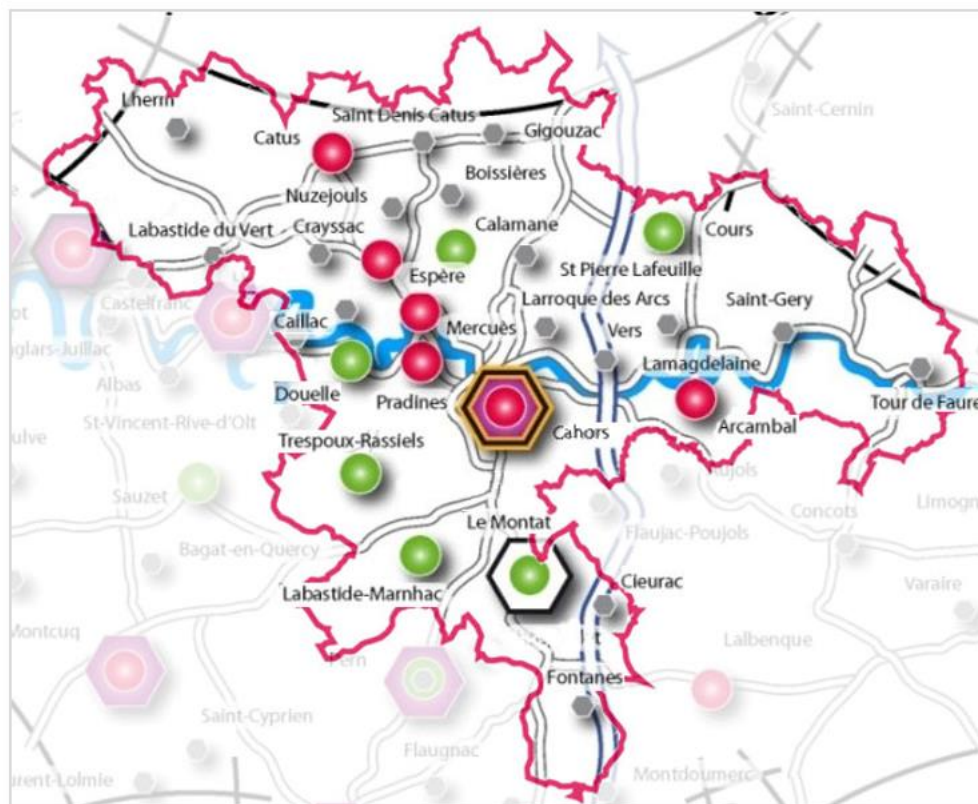 Lherm
Saint-Cernin
Saint Denis Catus
Catus
Gigouzac
Boissières
Nuzejouls
Calamane
Labastide du Vert
Crayssac
Cours
Espère
St Pierre Lafeuille
Castelfranc
Larroque des Arcs
Saint-Gery
Caillac
Mercuès
Vers
Lamagdelaine
Albas
Douelle
Pradines
Tour de Faure
St-Vincent-Rive-d'Olt
Arcambal
Cahors
Trespoux-Rassiels
Sauzet
Concots
Le Montat
Flaujac-Poujols
Bagat-en-Quercy
Cieurac
Labastide-Marnhac
Varaire
Montcuq
Lalbenque
Fontanes
Saint-Cyprien
Flaugnac
Montdoumerc